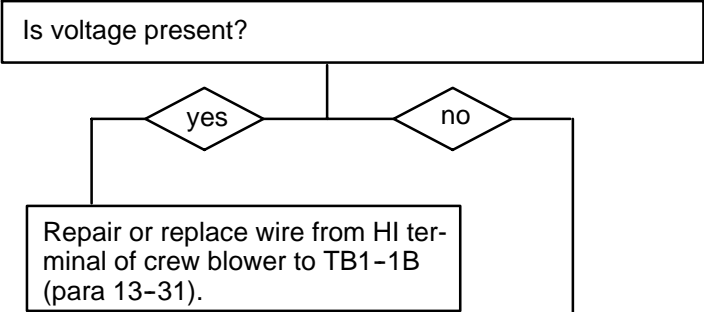 Is voltage present?
yes
no
Repair or replace wire from HI ter-
minal of crew blower to TB1-1B
(para 13-31).